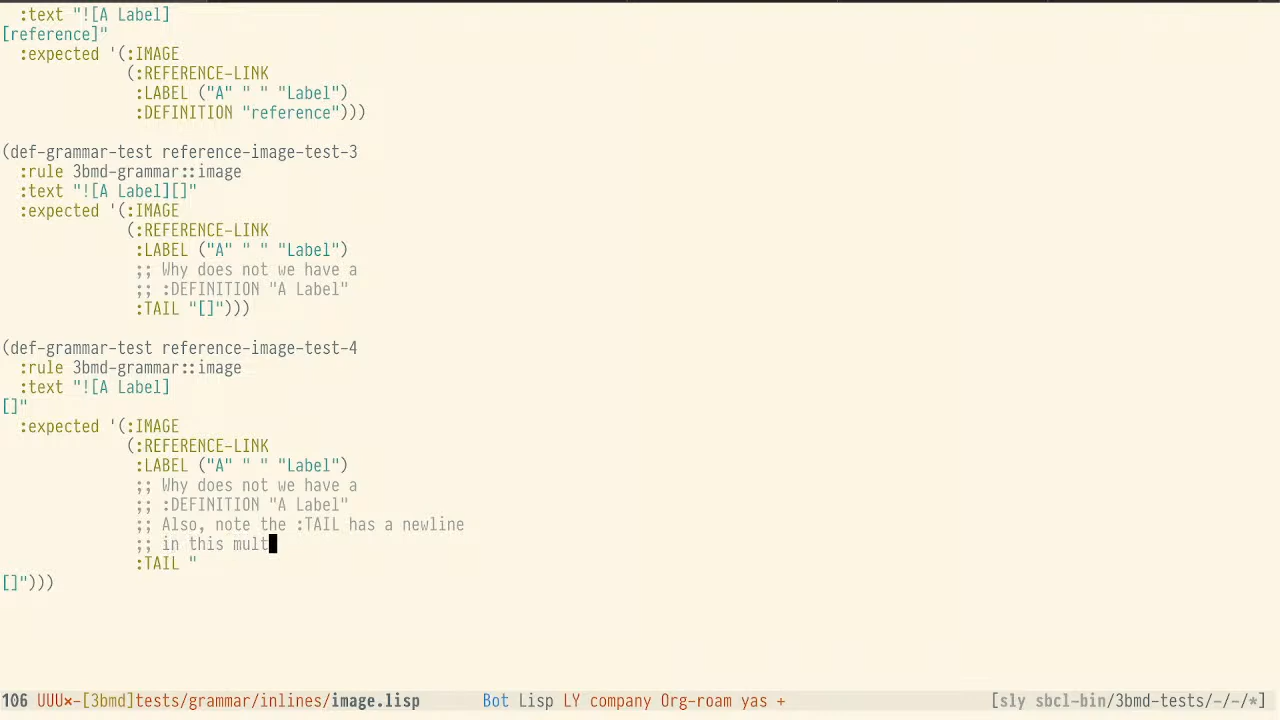 :text "![A Label]
[reference]"
  :expected '(:IMAGE
              (:REFERENCE-LINK
               :LABEL ("A" " " "Label")
               :DEFINITION "reference")))

(def-grammar-test reference-image-test-3
  :rule 3bmd-grammar::image
  :text "![A Label][]"
  :expected '(:IMAGE
              (:REFERENCE-LINK
               :LABEL ("A" " " "Label")
               ;; Why does not we have a
               ;; :DEFINITION "A Label"
               :TAIL "[]")))

(def-grammar-test reference-image-test-4
  :rule 3bmd-grammar::image
  :text "![A Label]
[]"
  :expected '(:IMAGE
              (:REFERENCE-LINK
               :LABEL ("A" " " "Label")
               ;; Why does not we have a
               ;; :DEFINITION "A Label"
               ;; Also, note the :TAIL has a newline
               ;; in this mult
               :TAIL "
[]")))
106 UUU×-[3bmd]tests/grammar/inlines/image.lisp       Bot Lisp LY company Org-roam yas +       [sly sbcl-bin/3bmd-tests/-/-/*]